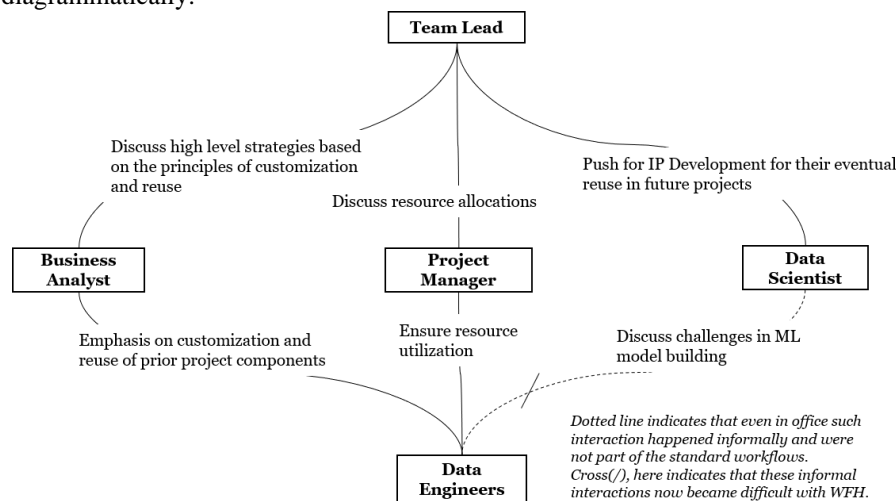 diagrammatically.
Team Lead
Discuss high level strategies based
on the principles of customization
and reuse
Push for IP Development for their eventual
reuse in future projects
Discuss resource allocations
Business
Analyst
Project
Manager
Data
Scientist
Emphasis on customization and
reuse of prior project components
Ensure resource
utilization
Discuss challenges in ML
model building
Dotted line indicates that even in office such
interaction happened informally and were
not part of the standard workflows.
Cross(/), here indicates that these informal
interactions now became difficult with WFH.
Data
Engineers